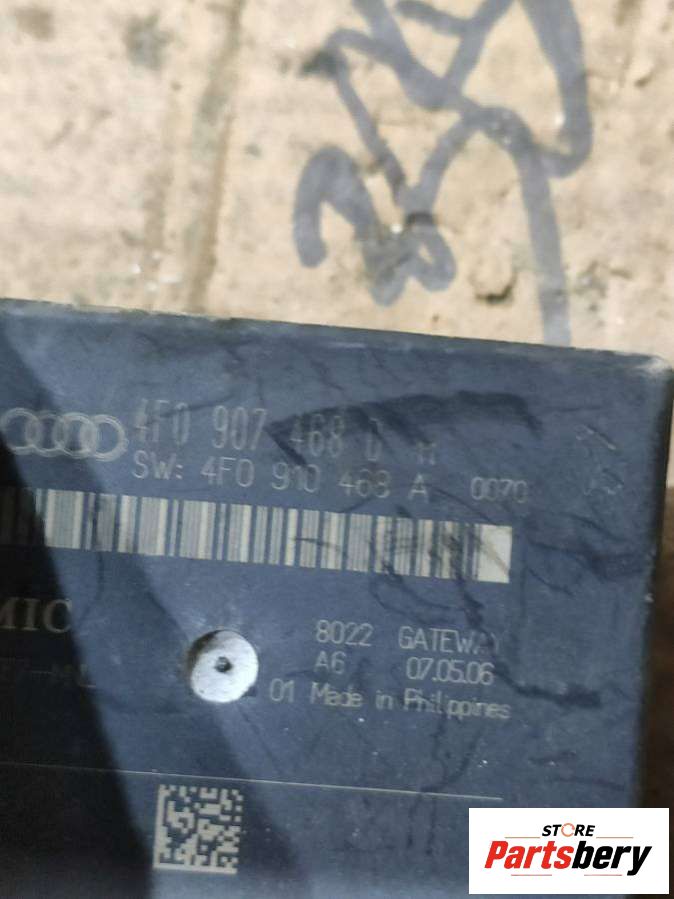 4F0 907 468 D H
SW: 4F0 910 468 A 0070
MIC
8022 GATEWAY
A6 07.05.06
01 Made in Philippines
STORE
Partsbery